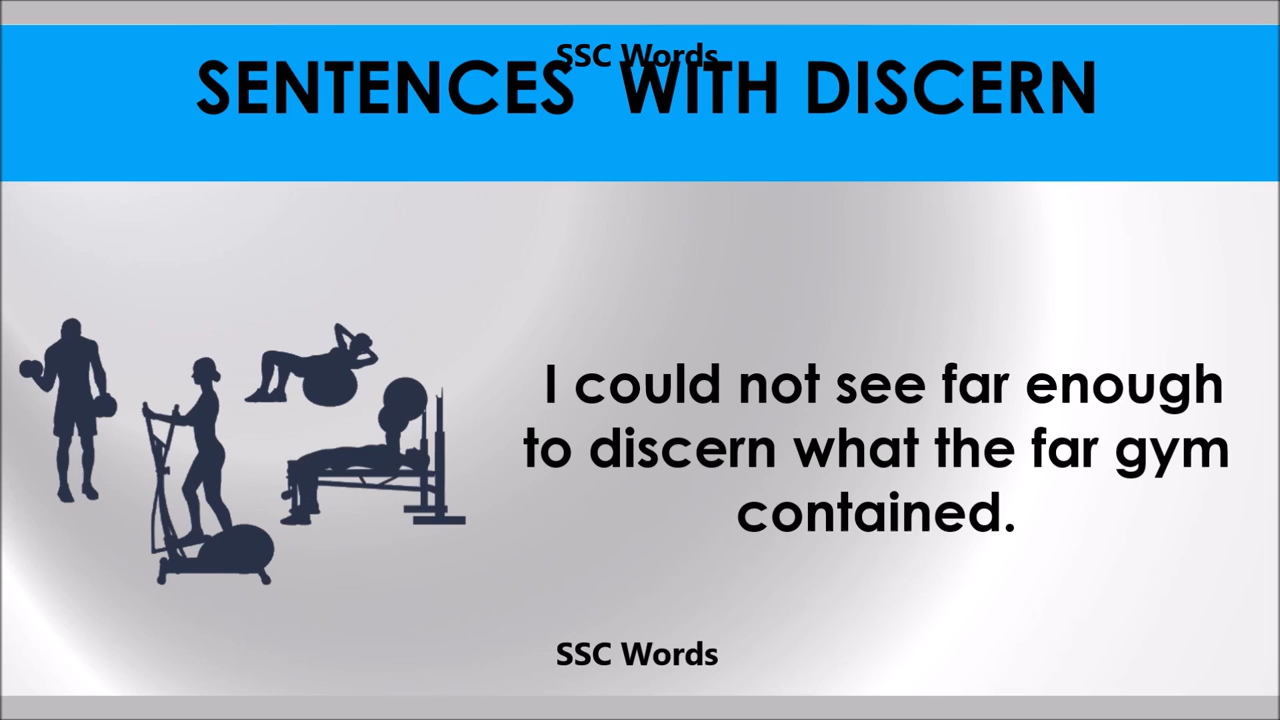 SSC Words
SENTENCES WITH DISCERN
I could not see far enough
to discern what the far gym
contained.
SSC Words